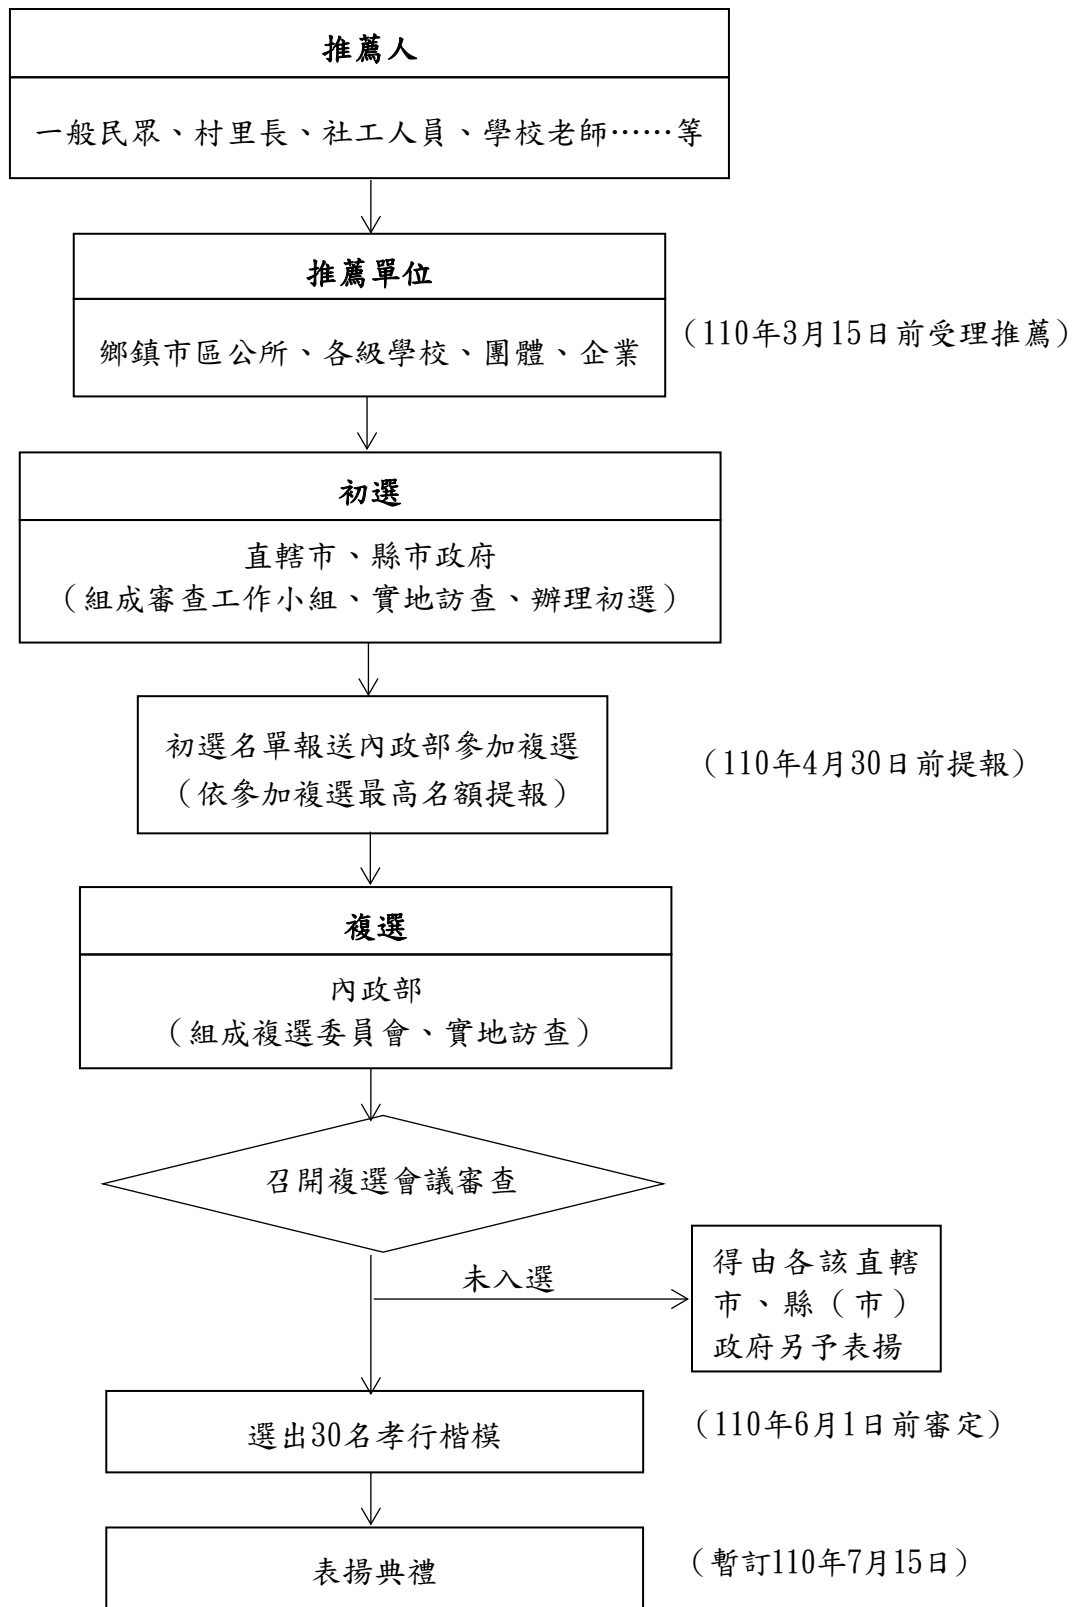 推薦人
一般民眾、村里長、社工人員、學校老師……等
推薦單位
鄉鎮市區公所、各級學校、團體、企業
（110年3月15日前受理推薦）
初選
直轄市、縣市政府
（組成審查工作小組、實地訪查、辦理初選）
初選名單報送內政部參加複選
（依參加複選最高名額提報）
（110年4月30日前提報）
複選
內政部
（組成複選委員會、實地訪查）
召開複選會議審查
未入選
得由各該直轄
市、縣（市）
政府另予表揚
選出30名孝行楷模
（110年6月1日前審定）
表揚典禮
（暫訂110年7月15日）